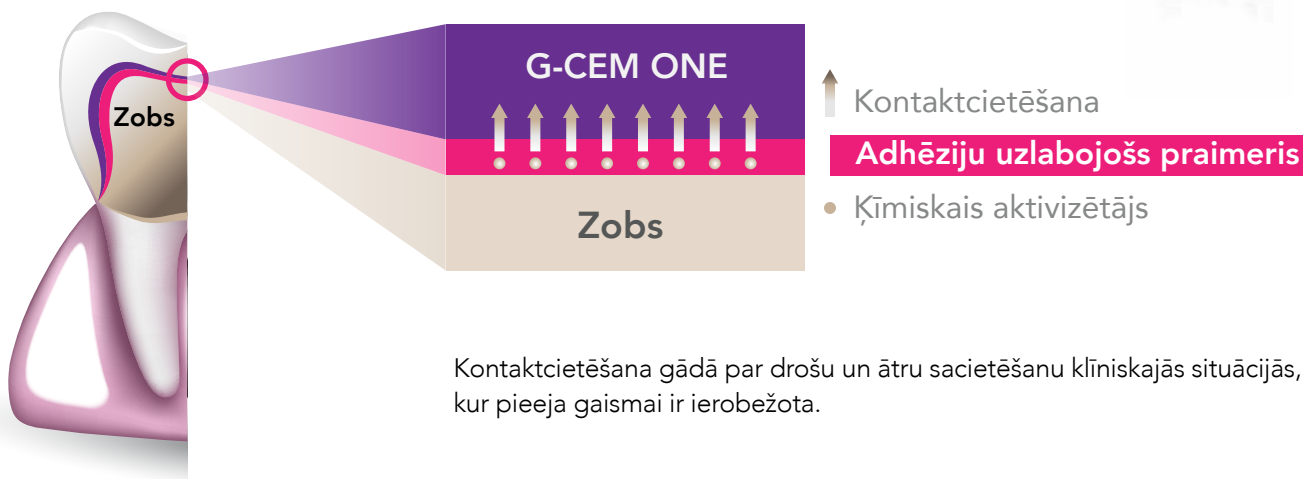 Zobs
G-CEM ONE
Zobs
Kontaktcietēšana
Adhēziju uzlabojošs praimeris
Ķīmiskais aktivizētājs
Kontaktcietēšana gādā par drošu un ātru sacietēšanu klīniskajās situācijās,
kur pieeja gaismai ir ierobežota.